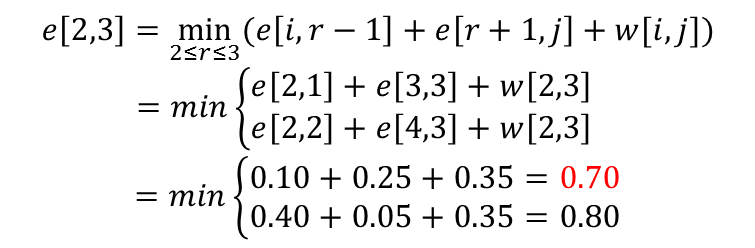 e[2,3] = min (e[i, r − 1] + e[r + 1, j] + w[i, j])
2≤r≤3
= min { e[2,1] + e[3,3] + w[2,3]
e[2,2] + e[4,3] + w[2,3]
= min { 0.10 + 0.25 + 0.35 = 0.70
0.40 + 0.05 + 0.35 = 0.80